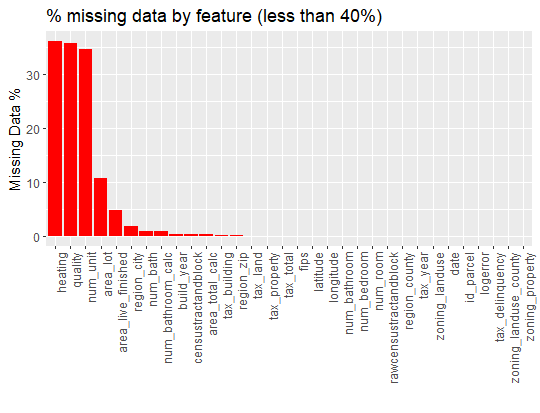 % missing data by feature (less than 40%)
Missing Data %
30
20
10
0
heating
quality
num_unit
area_lot
area_live_finished
region_city
num_bath
num_bathroom_calc
build_year
censustractandblock
area_total_calc
tax_building
region_zip
tax_land
tax_property
tax_total
fips
latitude
longitude
num_bathroom
num_bedroom
num_room
rawcensustractandblock
region_county
tax_year
zoning_landuse
date
id_parcel
logerror
tax_delinquency
zoning_landuse_county
zoning_property